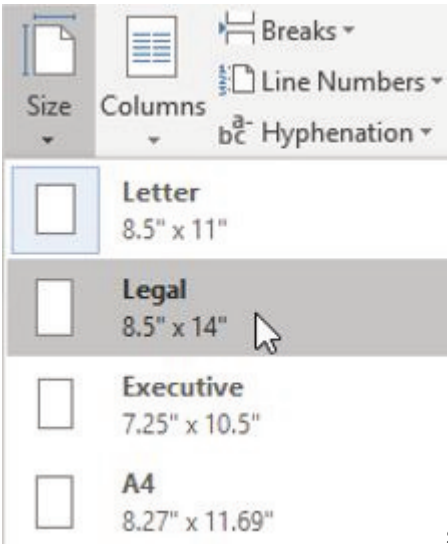 Size
Columns
Breaks
Line Numbers
a-
bc Hyphenation
Letter
8.5" x 11"
Legal
8.5" x 14"
Executive
7.25" x 10.5"
A4
8.27" x 11.69"